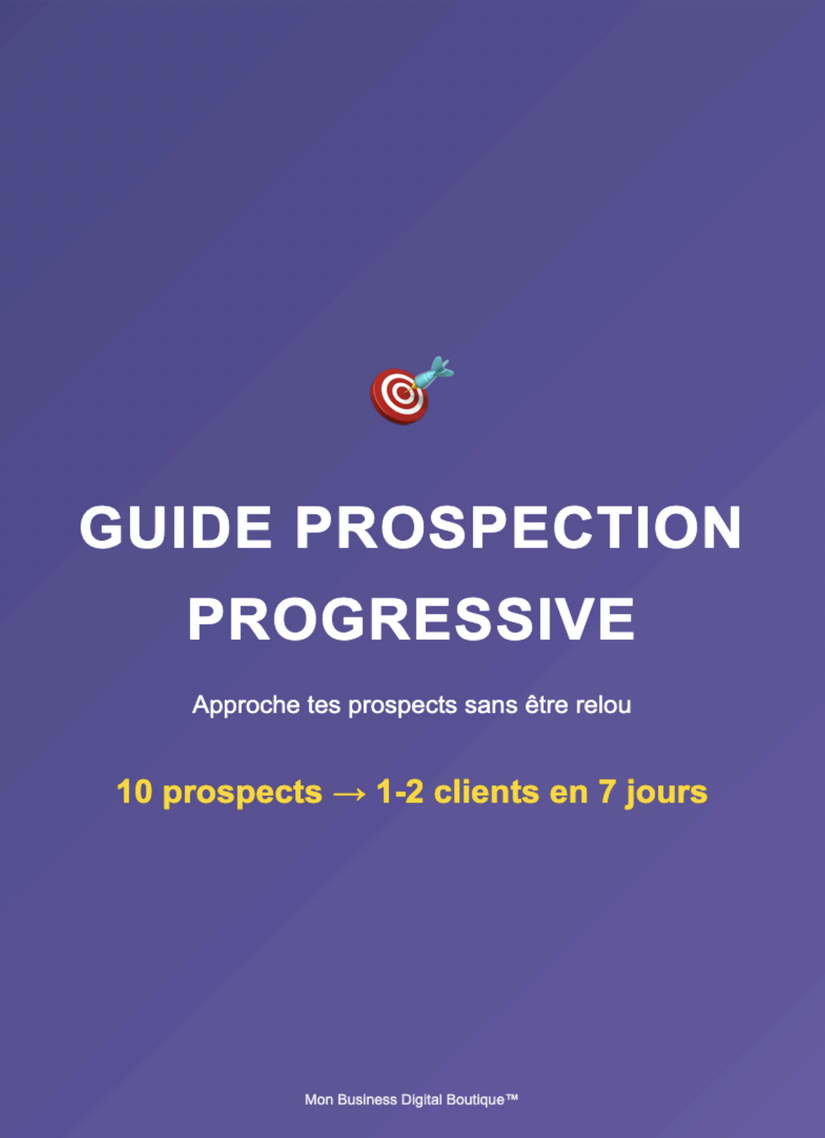 GUIDE PROSPECTION
PROGRESSIVE
Approche tes prospects sans être relou
10 prospects → 1-2 clients en 7 jours
Mon Business Digital Boutique™